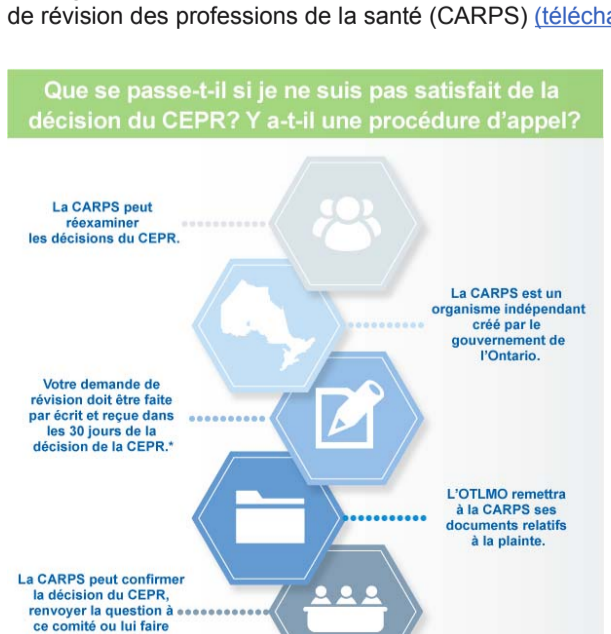 de révision des professions de la santé (CARPS) (télécha
Que se passe-t-il si je ne suis pas satisfait de la
décision du CEPR? Y a-t-il une procédure d'appel?
La CARPS peut
réexaminer
les décisions du CEPR.
La CARPS est un
organisme indépendant
créé par le
gouvernement de
l'Ontario.
Votre demande de
révision doit être faite
par écrit et reçue dans
les 30 jours de la
décision de la CEPR.*
L'OTLMO remettra
à la CARPS ses
documents relatifs
à la plainte.
La CARPS peut confirmer
la décision du CEPR,
renvoyer la question à
ce comité ou lui faire